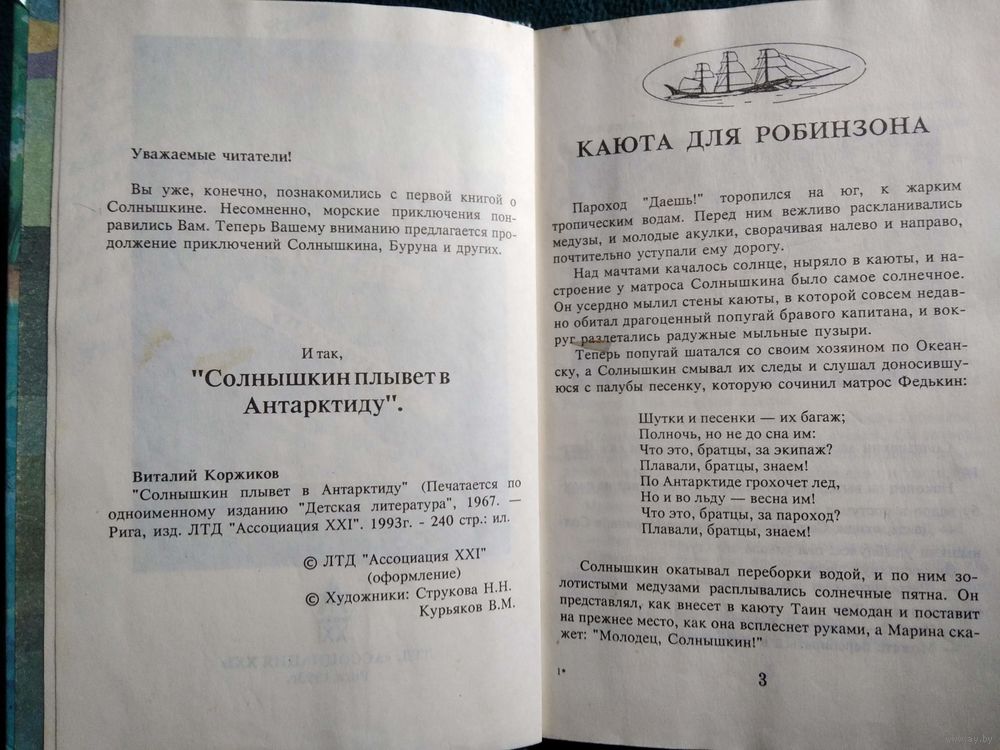 Уважаемые читатели!
Вы уже, конечно, познакомились с первой книгой о
Солнышкине. Несомненно, морские приключения пон-
равились Вам. Теперь Вашему вниманию предлагается про-
должение приключений Солнышкина, Буруна и других.
И так,
"Солнышкин плывет в
Антарктиду".
Виталий Коржиков
"Солнышкин плывет в Антарктиду" (Печатается по
одноименному изданию "Детская литература", 1967. —
Рига, изд. ЛТД "Ассоциация XXI". 1993г. - 240 стр.: ил.
© ЛТД "Ассоциация XXI"
(оформление)
© Художники: Струкова Н.Н.
Курьяков В.М.
КАЮТА ДЛЯ РОБИНЗОНА
Пароход "Даешь!" торопился на юг, к жарким
тропическим водам. Перед ним вежливо раскланивались
медузы, и молодые акулки, сворачивая налево и направо,
почтительно уступали ему дорогу.
Над мачтами качалось солнце, ныряло в каюты, и на-
строение у матроса Солнышкина было самое солнечное.
Он усердно мылил стены каюты, в которой совсем недав-
но обитал драгоценный попугай бравого капитана, и вок-
руг разлетались радужные мыльные пузыри.
Теперь попугай шатался со своим хозяином по Океан-
ску, а Солнышкин смывал их следы и слушал доносившу-
юся с палубы песенку, которую сочинил матрос Федькин:
Шутки и песенки — их багаж;
Полночь, но не до сна им:
Что это, братцы, за экипаж?
Плавали, братцы, знаем!
По Антарктиде грохочет лед,
Но и во льду — весна им!
Что это, братцы, за пароход?
Плавали, братцы, знаем!
Солнышкин окатывал переборки водой, и по ним зо-
лотистыми медузами расплывались солнечные пятна. Он
представлял, как внесет в каюту Таин чемодан и поставит
на прежнее место, как она всплеснет руками, а Марина ска-
жет: "Молодец, Солнышкин!"
1*
3